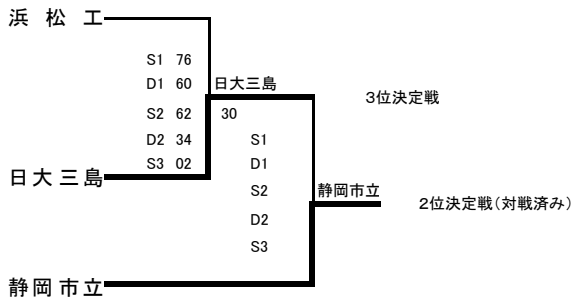 浜 松 工
S1 76
D1 60
日大三島
3位決定戦
S2 62
30
D2 34
S1
S3 02
D1
日大三島
S2
静岡市立
2位決定戦(対戦済み)
D2
S3
静岡市立